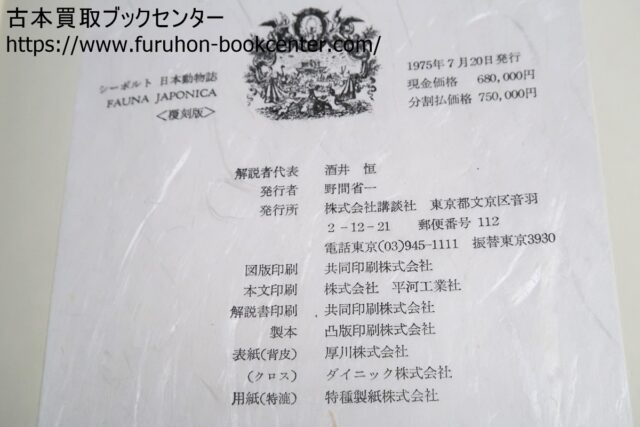 古本買取ブックセンター
https://www.furuhon-bookcenter.com/
シーボルト 日本動物誌
FAUNA JAPONICA
〈覆刻版〉
1975年7月20日発行
現金価格 680,000円
分割払価格 750,000円
解説者代表 酒井 恒
発行者 野間省一
発行所 株式会社講談社 東京都文京区音羽
2-12-21 郵便番号 112
電話東京(03)945-1111 振替東京3930
図版印刷 共同印刷株式会社
本文印刷 株式会社 平河工業社
解説書印刷 共同印刷株式会社
製本 凸版印刷株式会社
表紙(背皮) 厚川株式会社
(クロス) ダイニック株式会社
用紙(特漉) 特種製紙株式会社